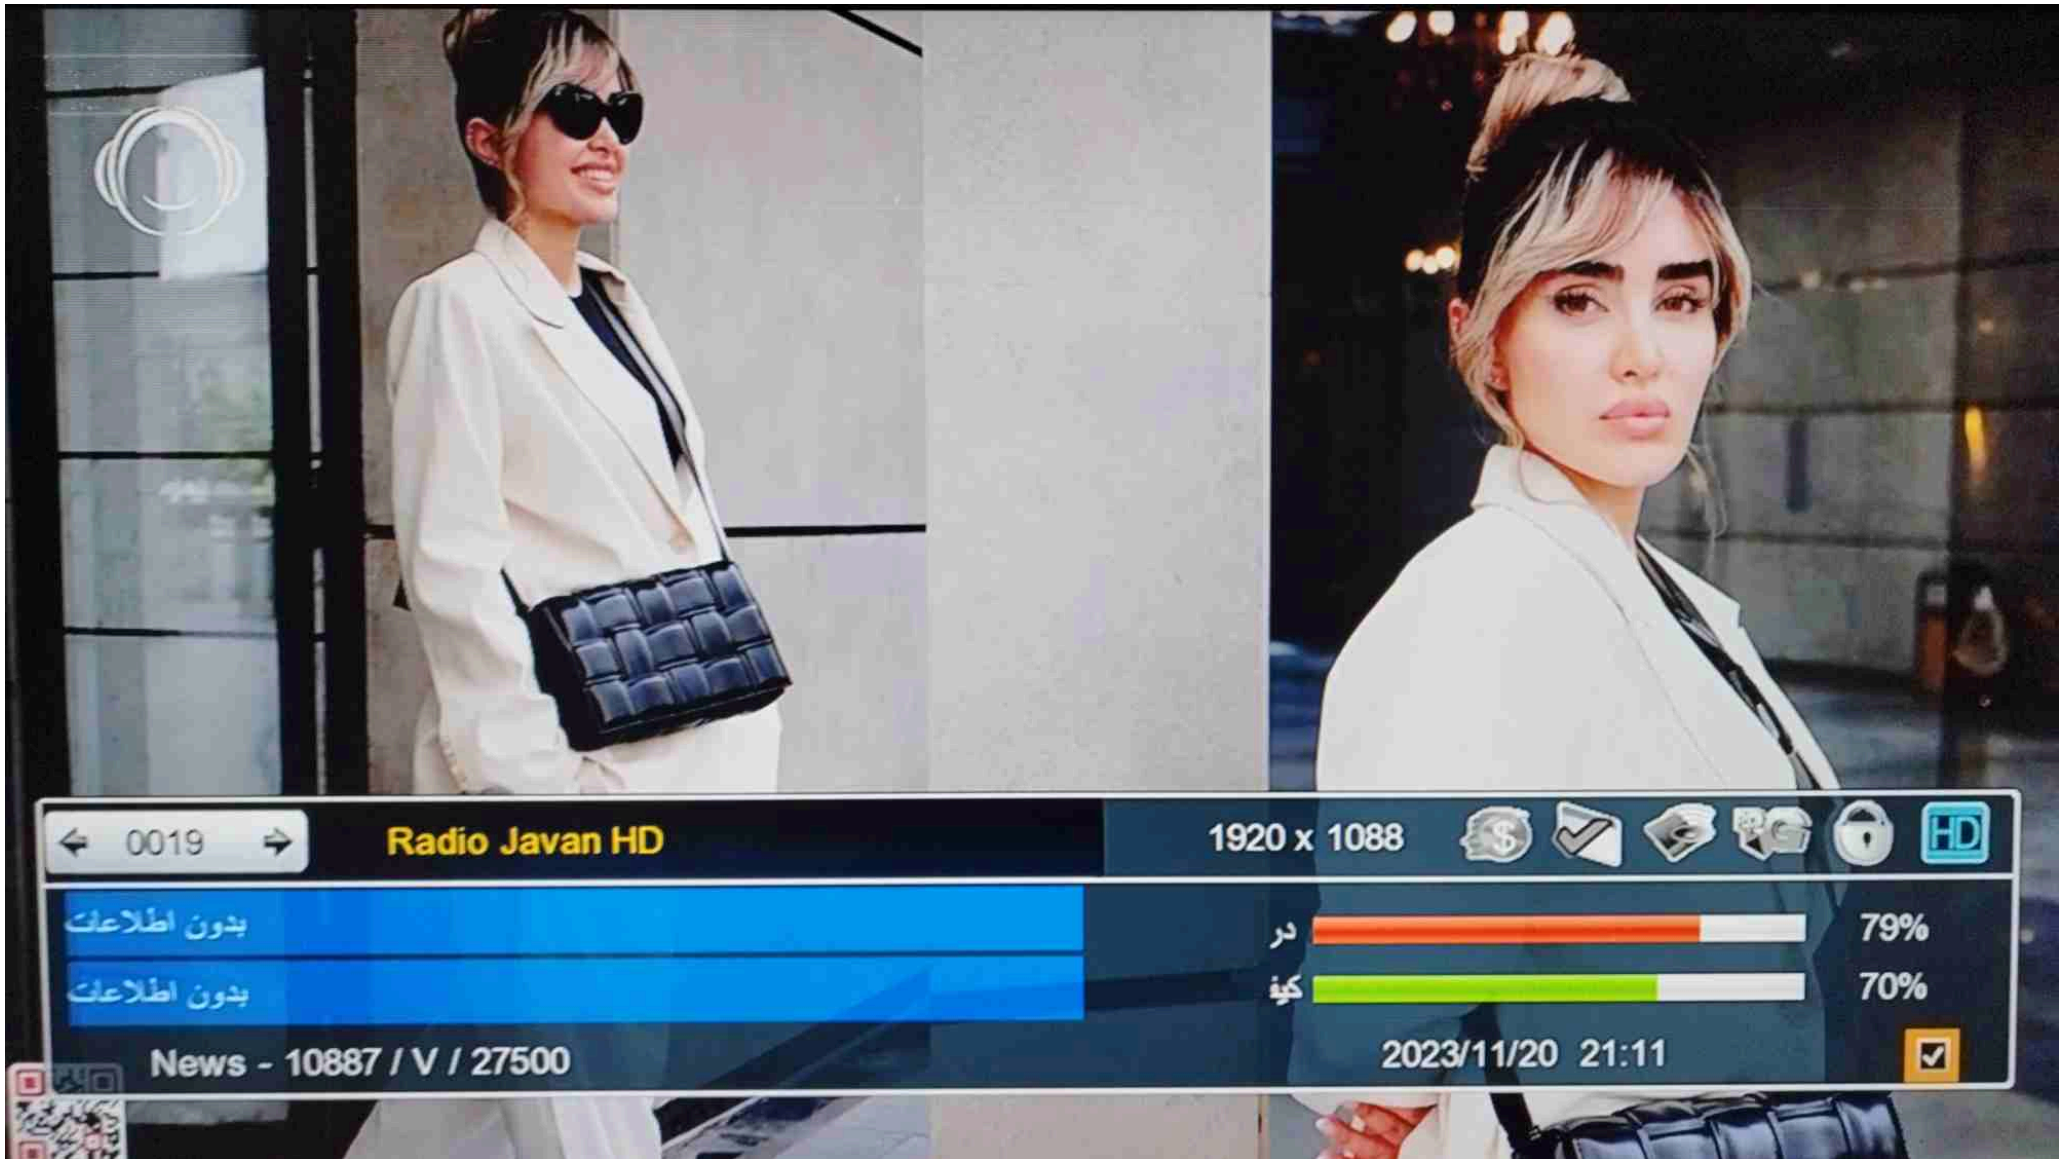 0019
Radio Javan HD
1920 x 1088
HD
بدون اطلاعات
در
79%
بدون اطلاعات
كيف
70%
News - 10887 / V / 27500
2023/11/20 21:11